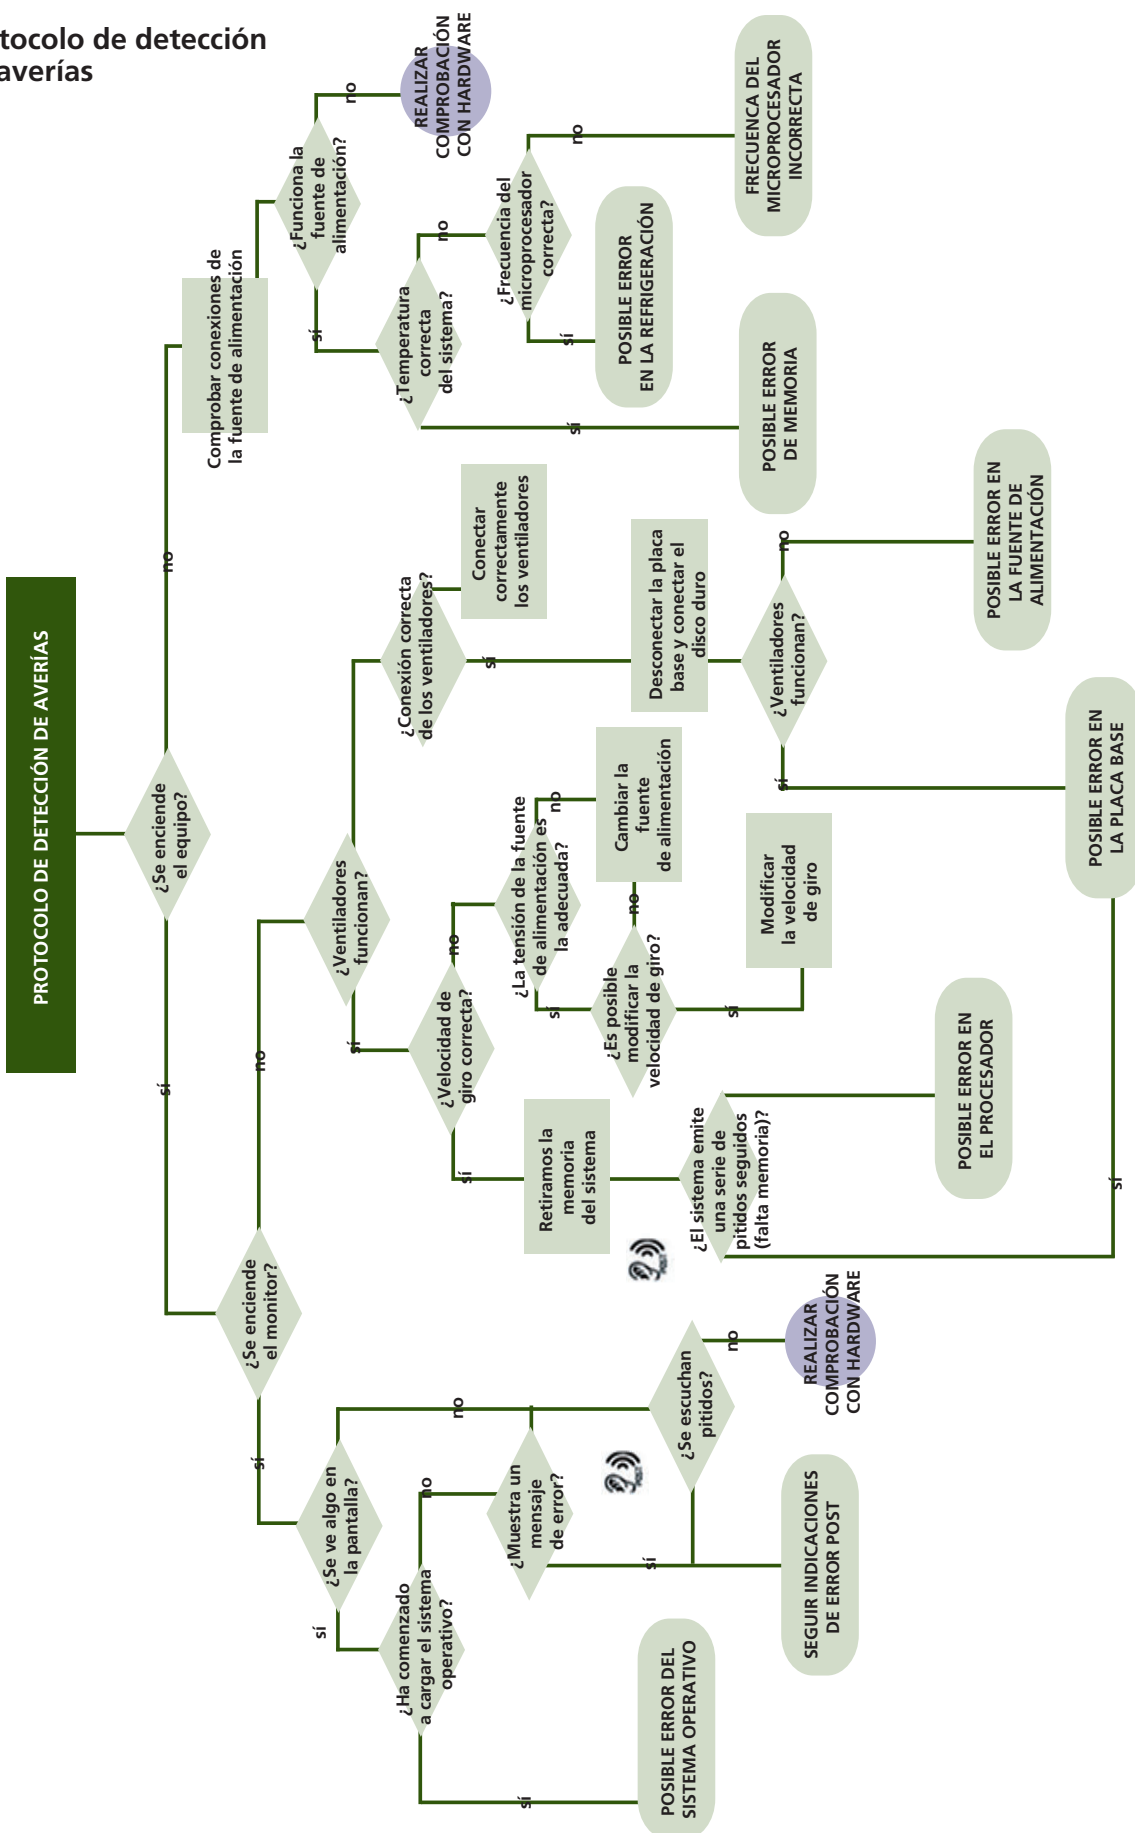 tocolo de detección
averías
PROTOCOLO DE DETECCIÓN DE AVERÍAS
¿Se enciende
el equipo?
sí
no
¿Se enciende
el monitor?
sí
no
¿Se ve algo en
la pantalla?
sí
no
¿Ha comenzado
a cargar el sistema
operativo?
sí
no
POSIBLE ERROR DEL
SISTEMA OPERATIVO
¿Muestra un
mensaje
de error?
sí
POST
¿Se escuchan
pitidos?
no
SEGUIR INDICACIONES
DE ERROR POST
REALIZAR
COMPROBACIÓN
CON HARDWARE
¿Ventiladores
funcionan?
sí
¿Velocidad de
giro correcta?
sí
no
Retiramos la
memoria
del sistema
POST
¿El sistema emite
una serie de
pitidos seguidos
(falta memoria)?
sí
POSIBLE ERROR EN
EL PROCESADOR
¿La tensión de la fuente
de alimentación es
la adecuada?
sí
no
¿Es posible
modificar la
velocidad de giro?
sí
no
Cambiar la
fuente
de alimentación
Modificar
la velocidad
de giro
¿Conexión correcta
de los ventiladores?
sí
Conectar
correctamente
los ventiladores
Desconectar la placa
base y conectar el
disco duro
¿Ventiladores
funcionan?
sí
no
POSIBLE ERROR EN
LA PLACA BASE
POSIBLE ERROR EN
LA FUENTE DE
ALIMENTACIÓN
Comprobar conexiones de
la fuente de alimentación
¿Funciona la
fuente de
alimentación?
sí
no
REALIZAR
COMPROBACIÓN
CON HARDWARE
¿Temperatura
correcta
del sistema?
sí
no
POSIBLE ERROR
DE MEMORIA
¿Frecuencia del
microprocesador
correcta?
sí
no
POSIBLE ERROR
EN LA REFRIGERACIÓN
FRECUENCA DEL
MICROPROCESADOR
INCORRECTA